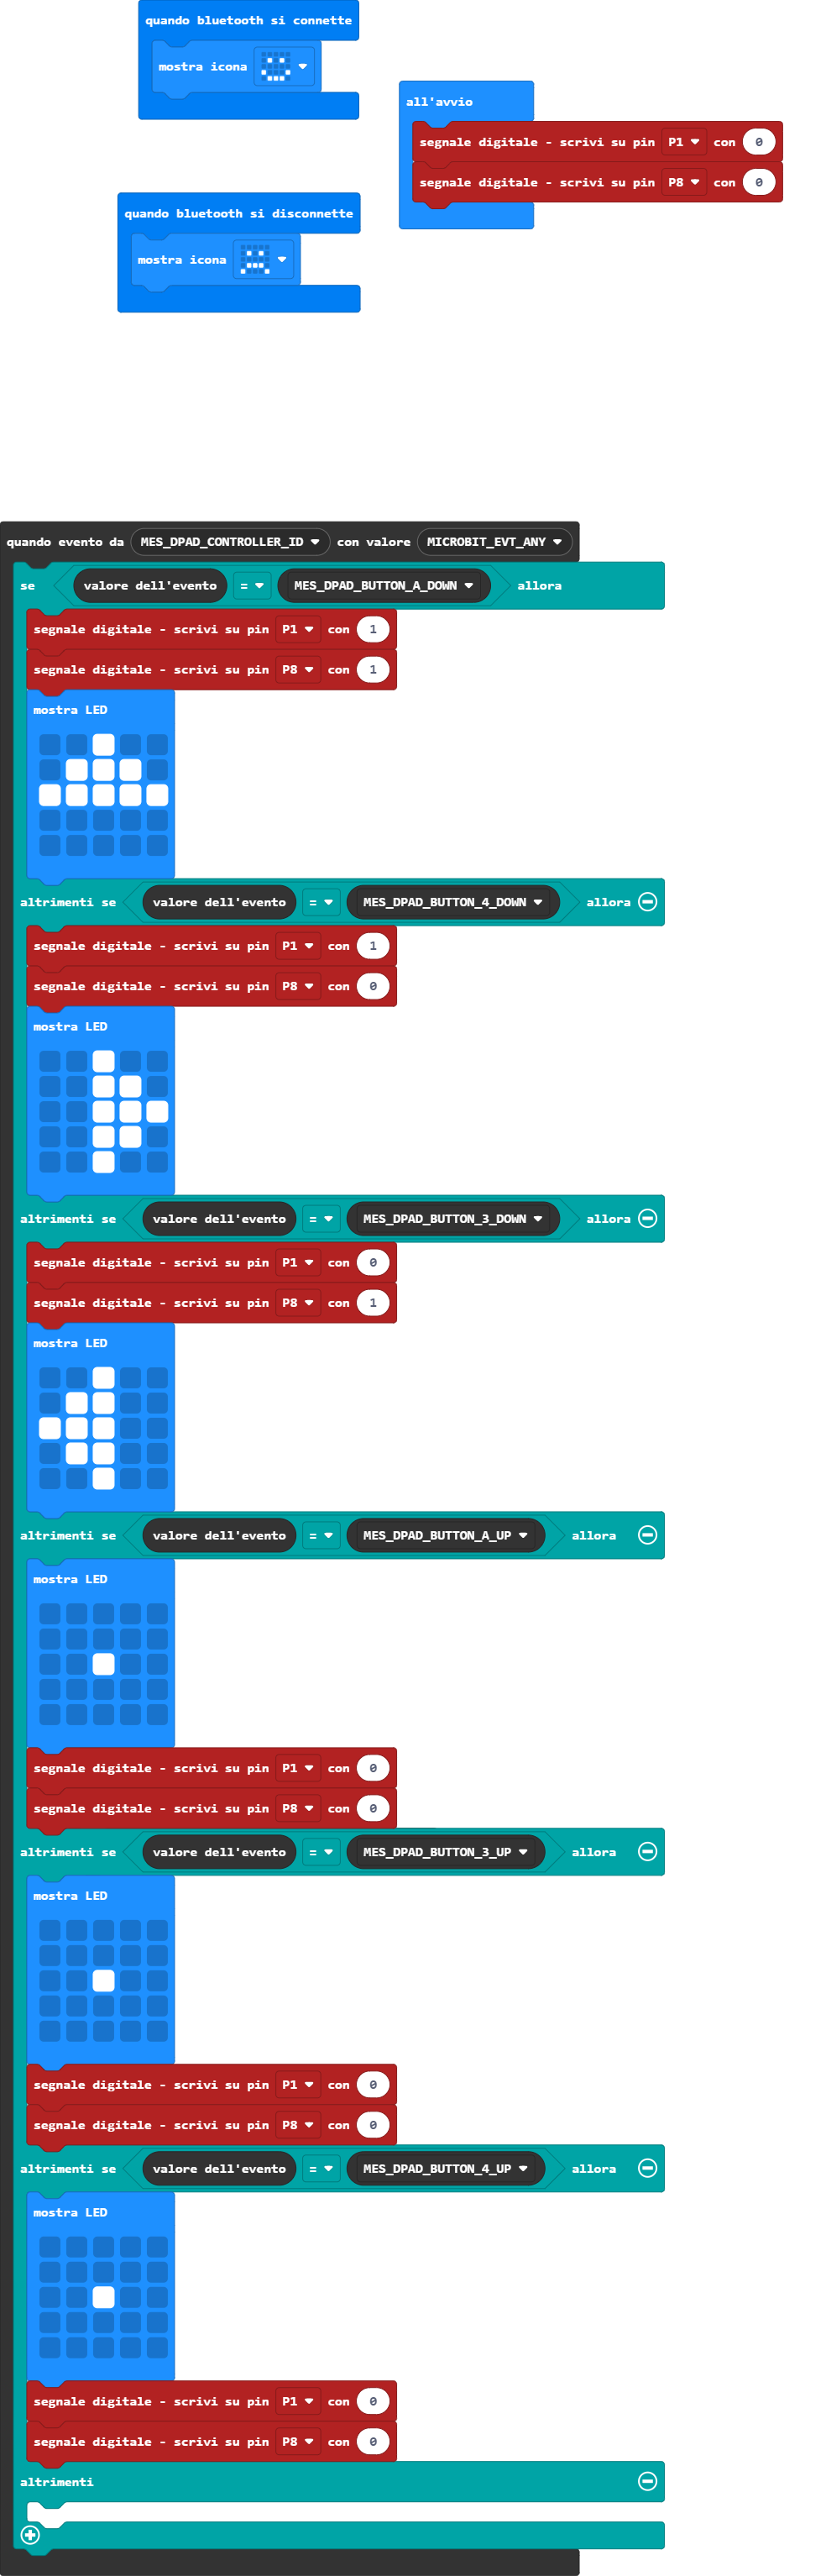 quando bluetooth si connette
mostra icona
all'avvio
segnale digitale - scrivi su pin P1 con 0
segnale digitale - scrivi su pin P8 con 0
quando bluetooth si disconnette
mostra icona
quando evento da MES_DPAD_CONTROLLER_ID con valore MICROBIT_EVT_ANY
se valore dell'evento = MES_DPAD_BUTTON_A_DOWN allora
segnale digitale - scrivi su pin P1 con 1
segnale digitale - scrivi su pin P8 con 1
mostra LED
altrimenti se valore dell'evento = MES_DPAD_BUTTON_4_DOWN allora
segnale digitale - scrivi su pin P1 con 1
segnale digitale - scrivi su pin P8 con 0
mostra LED
altrimenti se valore dell'evento = MES_DPAD_BUTTON_3_DOWN allora
segnale digitale - scrivi su pin P1 con 0
segnale digitale - scrivi su pin P8 con 1
mostra LED
altrimenti se valore dell'evento = MES_DPAD_BUTTON_A_UP allora
mostra LED
segnale digitale - scrivi su pin P1 con 0
segnale digitale - scrivi su pin P8 con 0
altrimenti se valore dell'evento = MES_DPAD_BUTTON_3_UP allora
mostra LED
segnale digitale - scrivi su pin P1 con 0
segnale digitale - scrivi su pin P8 con 0
altrimenti se valore dell'evento = MES_DPAD_BUTTON_4_UP allora
mostra LED
segnale digitale - scrivi su pin P1 con 0
segnale digitale - scrivi su pin P8 con 0
altrimenti